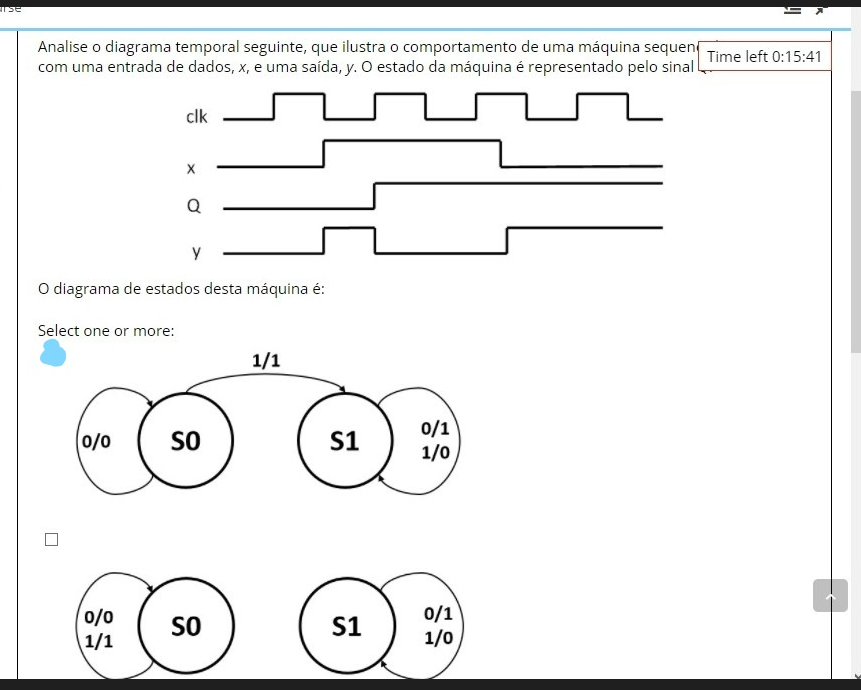 Analise o diagrama temporal seguinte, que ilustra o comportamento de uma máquina
com uma entrada de dados, x, e uma saída, y. O estado da máquina é representado pelo sinal
Time left 0:15:41
clk
x
Q
y
O diagrama de estados desta máquina é:
Select one or more:
1/1
0/0
S0
S1
0/1
1/0
0/0
1/1
S0
S1
0/1
1/0